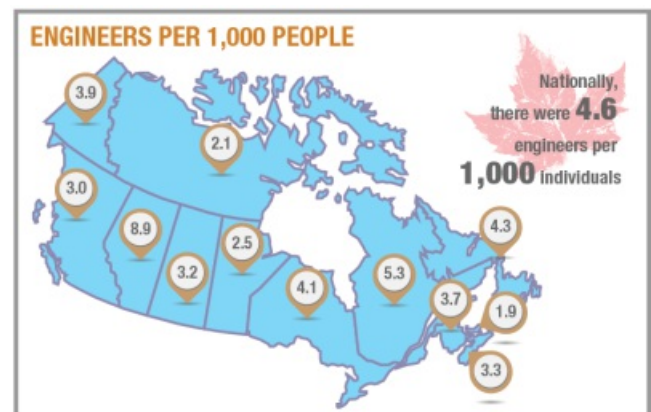 ENGINEERS PER 1,000 PEOPLE
Nationally,
there were 4.6
engineers per
1,000 individuals
3.9
2.1
3.0
8.9
3.2
2.5
4.1
5.3
4.3
3.7
1.9
3.3